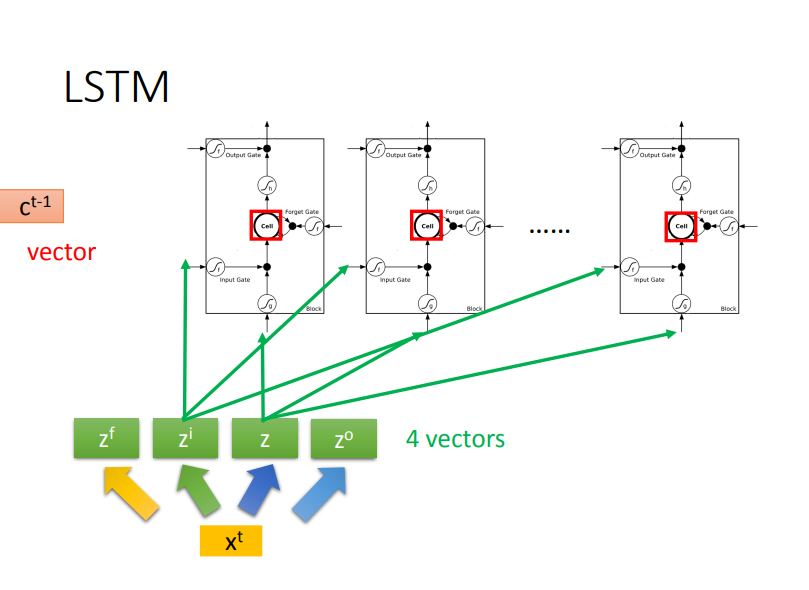 LSTM
f
Output Gate
h
Cell
Forget Gate
f
f
Input Gate
g
Block
f
Output Gate
h
Cell
Forget Gate
f
f
Input Gate
g
Block
......
f
Output Gate
h
Cell
Forget Gate
f
f
Input Gate
g
Block
c^t-1
vector
z^f
z^i
z
z^o
4 vectors
x^t